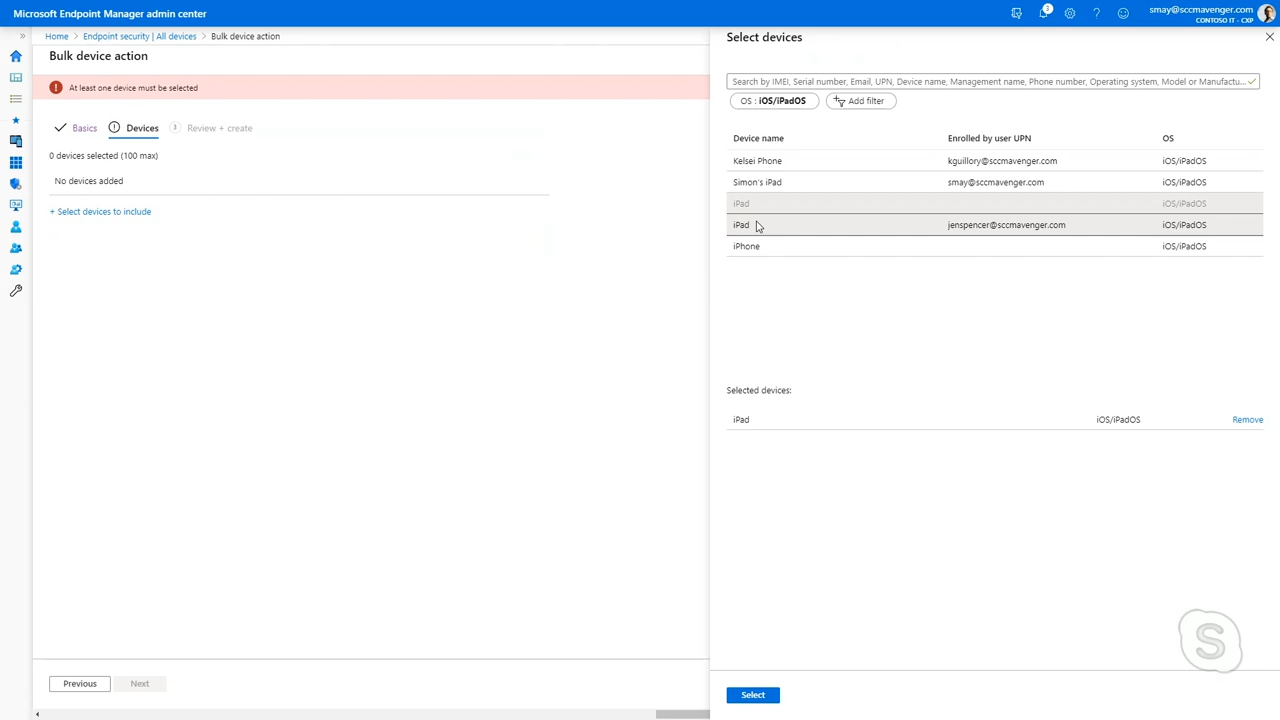 Microsoft Endpoint Manager admin center
3
smay@sccmavenger.com
CONTOSO IT - CXP
Home > Endpoint security | All devices > Bulk device action
Bulk device action
At least one device must be selected
Basics
Devices
3 Review + create
0 devices selected (100 max)
No devices added
+ Select devices to include
Previous
Next
Select devices
Search by IMEI, Serial number, Email, UPN, Device name, Management name, Phone number, Operating system, Model or Manufactu...
OS : iOS/iPadOS
Add filter
Device name Enrolled by user UPN OS
Kelsei Phone kguillory@sccmavenger.com iOS/iPadOS
Simon's iPad smay@sccmavenger.com iOS/iPadOS
iPad iOS/iPadOS
iPad jenspencer@sccmavenger.com iOS/iPadOS
iPhone iOS/iPadOS
Selected devices:
iPad iOS/iPadOS Remove
Select